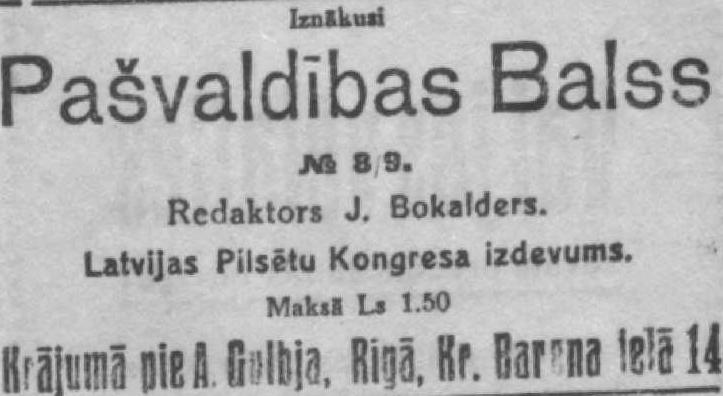 Iznākusi
Pašvaldības Balss
№ 8/9.
Redaktors J. Bokalders.
Latvijas Pilsētu Kongresa izdevums.
Maksā Ls 1.50
Krājumā pie A. Gulbja, Rīgā, Kr. Barona ielā 14